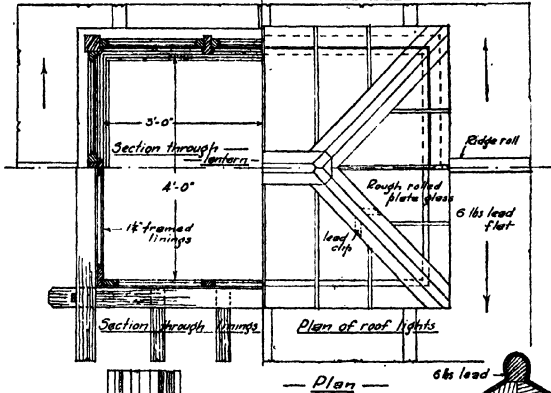 3'-0"
Section through —
— lantern —
4'-0"
1¼" framed
linings
Ridge roll
Rough rolled
plate glass
6 lbs lead
flat
lead
clip
Section through linings
Plan of roof lights
— Plan —
6 lbs lead